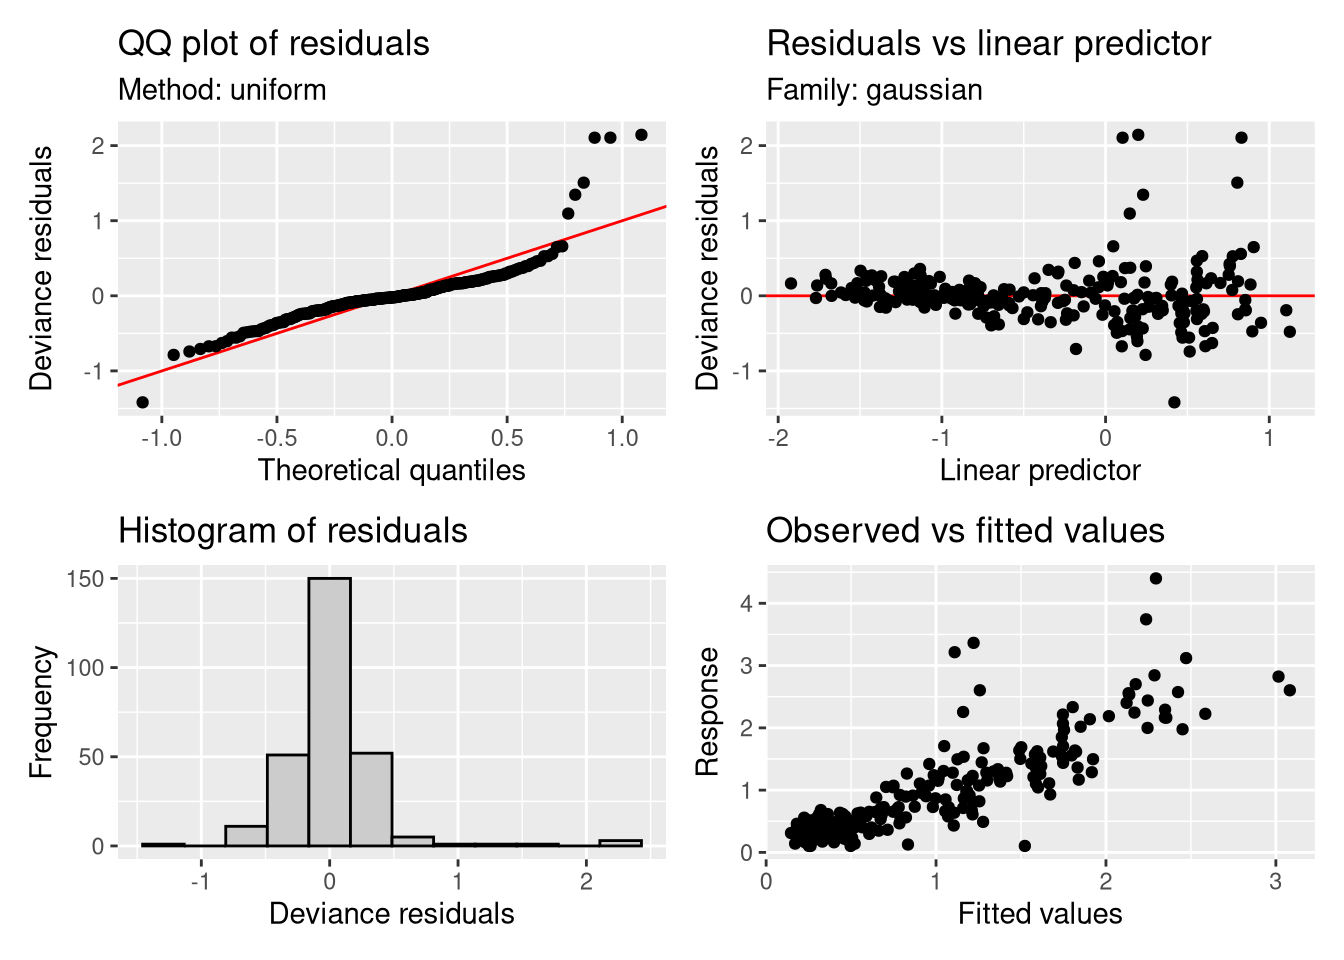 QQ plot of residuals
Method: uniform
Deviance residuals
2
1
0
-1
-1.0 -0.5 0.0 0.5 1.0
Theoretical quantiles
Residuals vs linear predictor
Family: gaussian
Deviance residuals
2
1
0
-1
-2 -1 0 1
Linear predictor
Histogram of residuals
Frequency
150
100
50
0
-1 0 1 2
Deviance residuals
Observed vs fitted values
Response
4
3
2
1
0
0 1 2 3
Fitted values